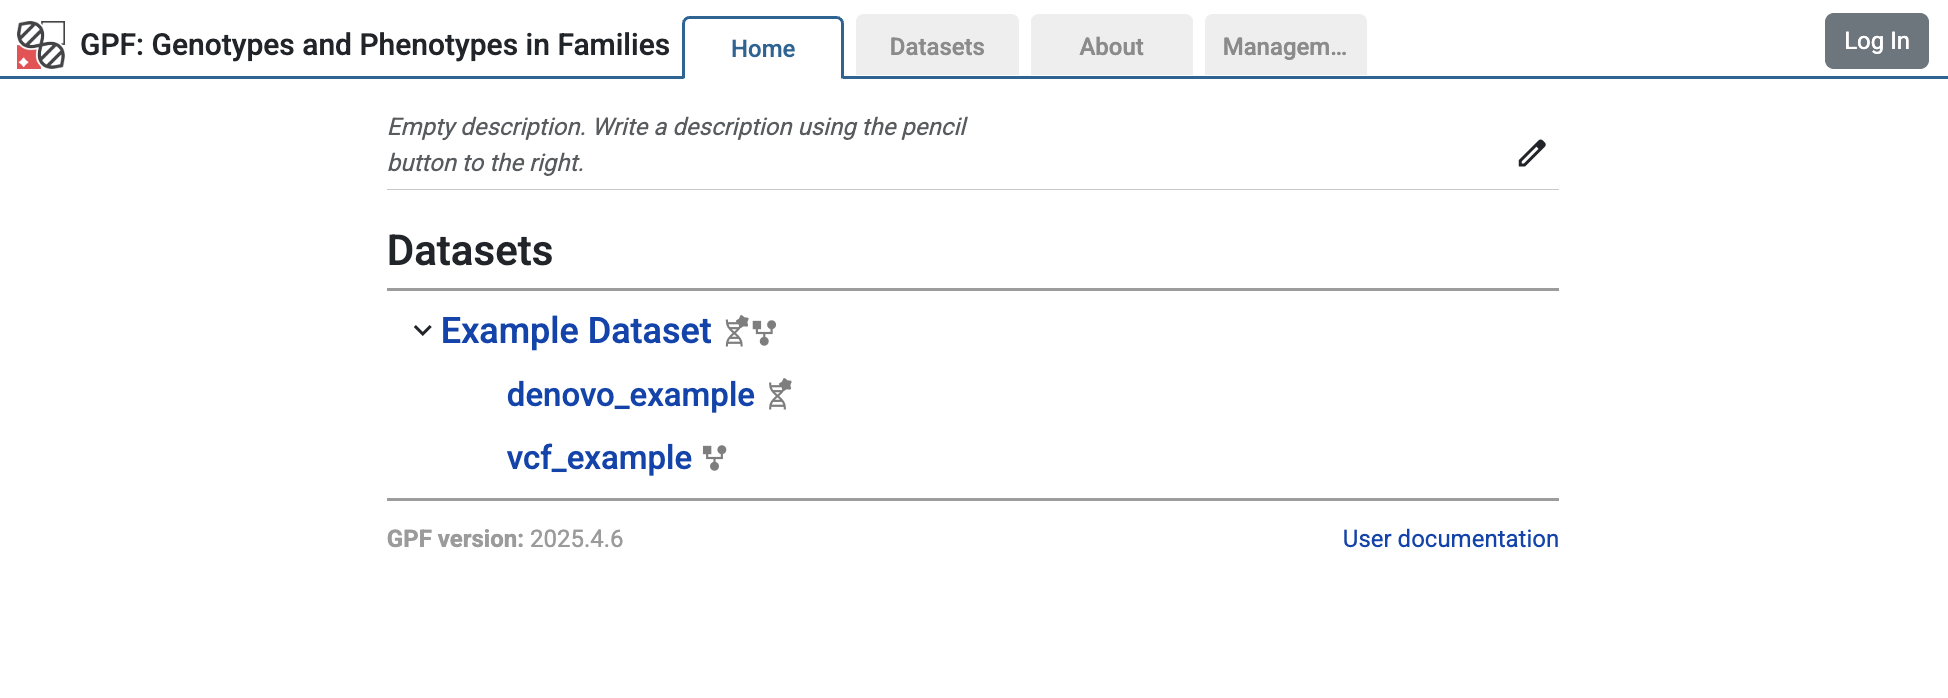 GPF: Genotypes and Phenotypes in Families
Home
Datasets
About
Managem...
Log In
Empty description. Write a description using the pencil
button to the right.
Datasets
Example Dataset
denovo_example
vcf_example
GPF version: 2025.4.6
User documentation